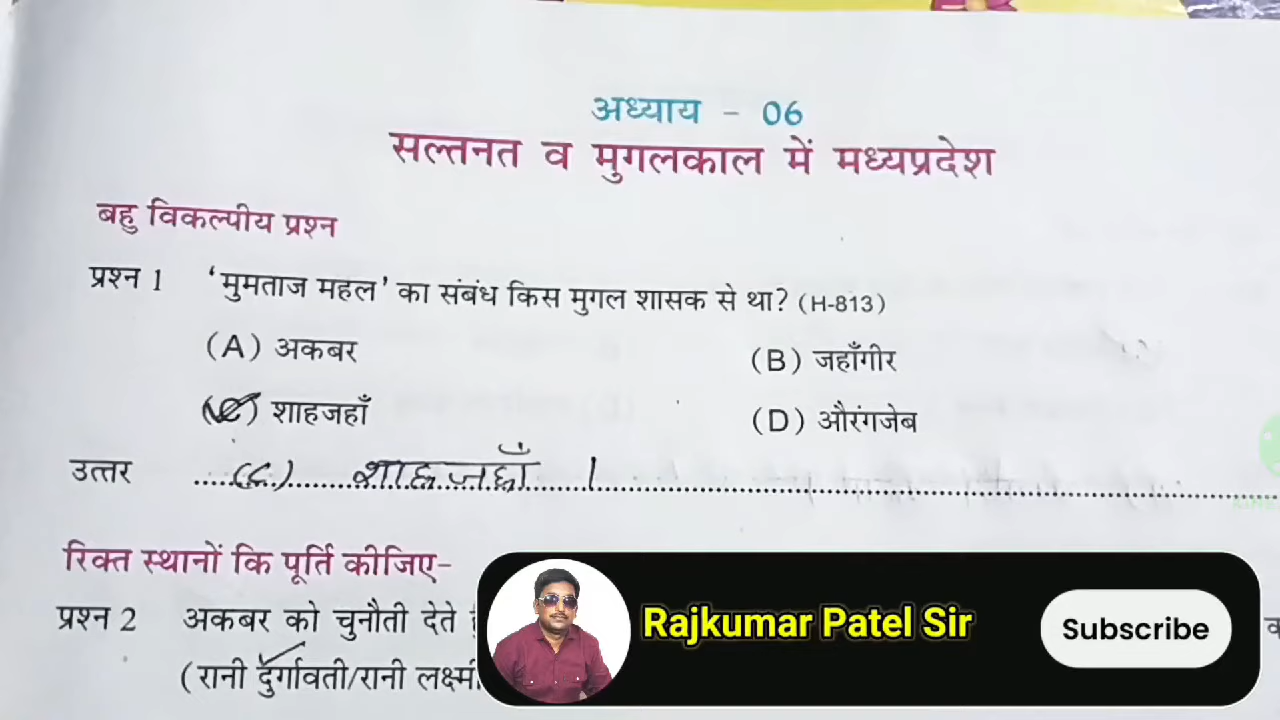 अध्याय - 06
सल्तनत व मुगलकाल में मध्यप्रदेश
बहु विकल्पीय प्रश्न
प्रश्न 1 'मुमताज महल' का संबंध किस मुगल शासक से था? (H-813)
(A) अकबर (B) जहाँगीर
(C) शाहजहाँ (D) औरंगजेब
उत्तर (C) शाहजहाँ ।
रिक्त स्थानों कि पूर्ति कीजिए-
प्रश्न 2 अकबर को चुनौती देते
(रानी दुर्गावती/रानी
Rajkumar Patel Sir
Subscribe